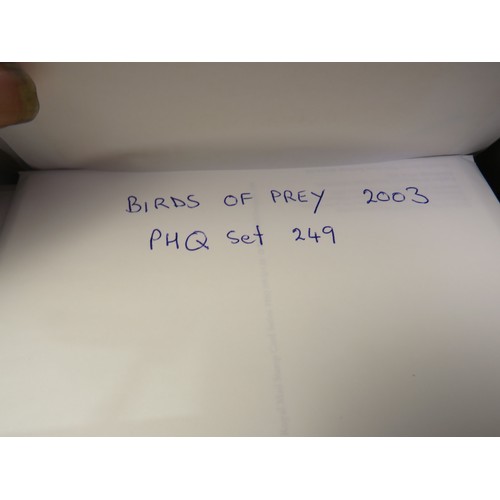 BIRDS OF PREY 2003
PHQ Set 249